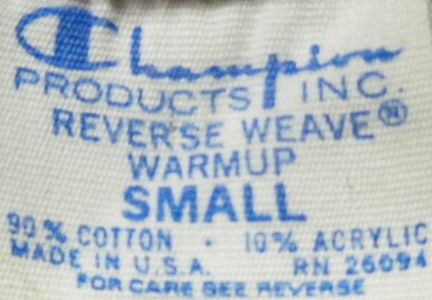 Champion
PRODUCTS INC.
REVERSE WEAVE®
WARMUP
SMALL
90% COTTON · 10% ACRYLIC
MADE IN U.S.A. RN 26094
FOR CARE SEE REVERSE